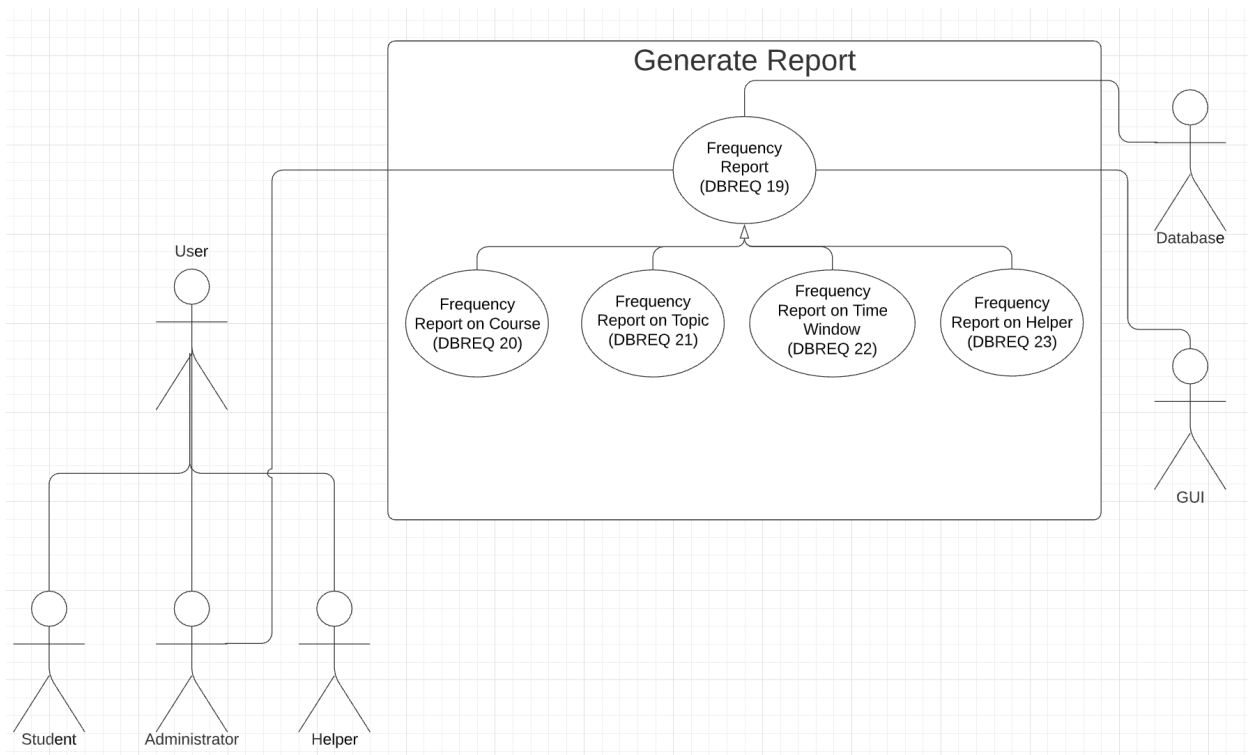 Generate Report
Frequency
Report
(DBREQ 19)
Database
User
Frequency
Report on Course
(DBREQ 20)
Frequency
Report on Topic
(DBREQ 21)
Frequency
Report on Time
Window
(DBREQ 22)
Frequency
Report on Helper
(DBREQ 23)
GUI
Student
Administrator
Helper